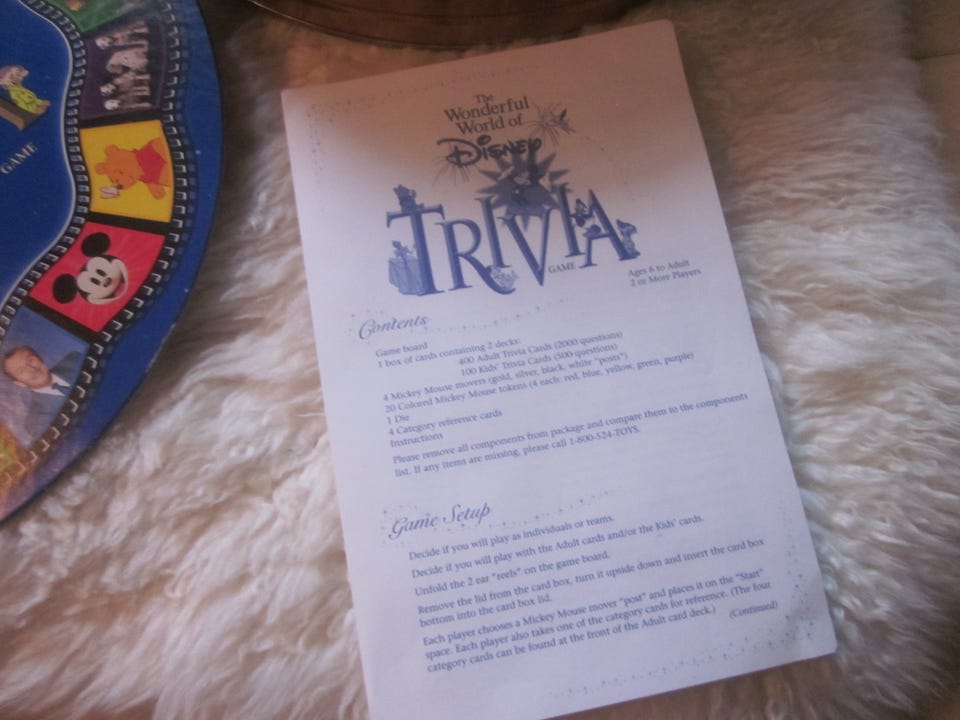 GAME
The
Wonderful
World of
Disney
TRIVIA
GAME
Ages 6 to Adult
2 or More Players
Contents
Game board
1 box of cards containing 2 decks:
400 Adult Trivia Cards (2000 questions)
100 Kids' Trivia Cards (500 questions)
4 Mickey Mouse movers (gold, silver, black, white "posts")
20 Colored Mickey Mouse tokens (4 each: red, blue, yellow, green, purple)
1 Die
4 Category reference cards
Instructions
Please remove all components from package and compare them to the components
list. If any items are missing, please call 1-800-524-TOYS.
Game Setup
Decide if you will play as individuals or teams.
Decide if you will play with the Adult cards and/or the Kids' cards.
Unfold the 2 ear "reels" on the game board.
Remove the lid from the card box, turn it upside down and insert the card box
bottom into the card box lid.
Each player chooses a Mickey Mouse mover "post" and places it on the "Start"
space. Each player also takes one of the category cards for reference. (The four
category cards can be found at the front of the Adult card deck.)
(Continued)